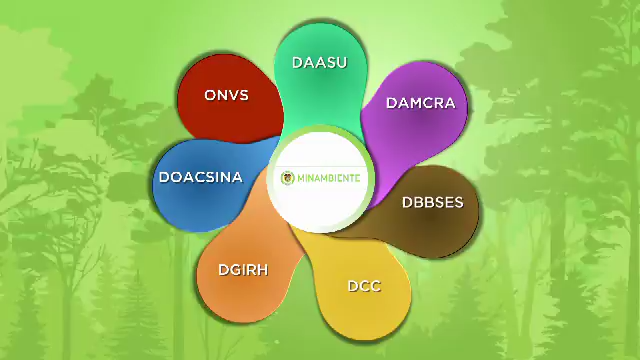 DAASU
DAMCRA
DBBSES
DCC
DGIRH
DOACSINA
ONVS
MINAMBIENTE